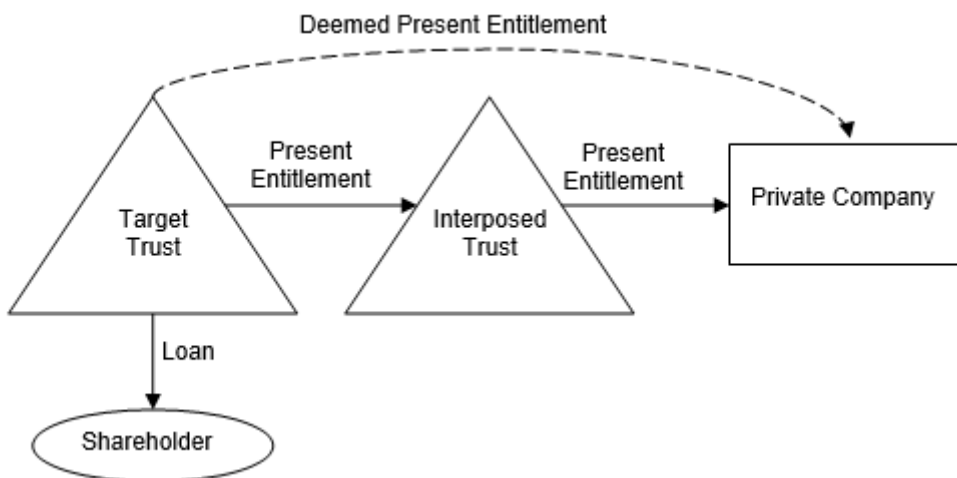 Deemed Present Entitlement
Present
Entitlement
Present
Entitlement
Target
Trust
Interposed
Trust
Private Company
Loan
Shareholder